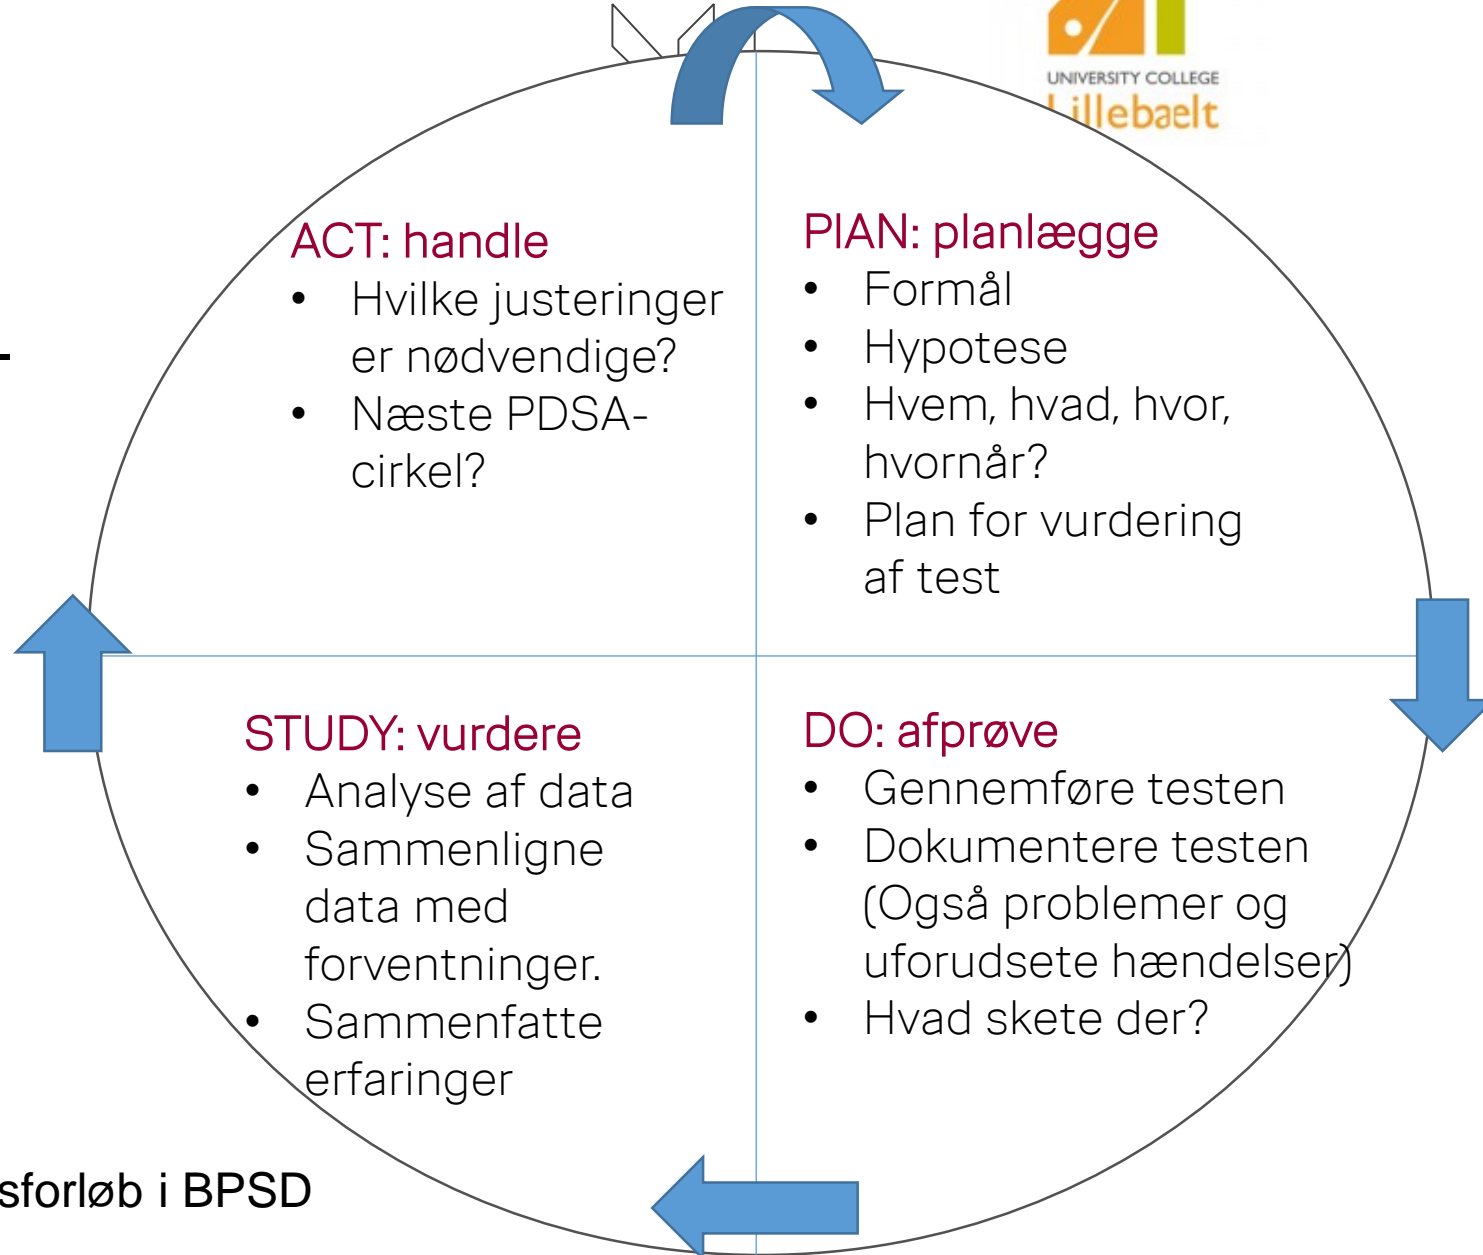 UNIVERSITY COLLEGE
Lillebaelt
ACT: handle
• Hvilke justeringer
er nødvendige?
• Næste PDSA-
cirkel?
PlAN: planlægge
• Formål
• Hypotese
• Hvem, hvad, hvor,
hvornår?
• Plan for vurdering
af test
STUDY: vurdere
• Analyse af data
• Sammenligne
data med
forventninger.
• Sammenfatte
erfaringer
DO: afprøve
• Gennemføre testen
• Dokumentere testen
(Også problemer og
uforudsete hændelser)
• Hvad skete der?
sforløb i BPSD